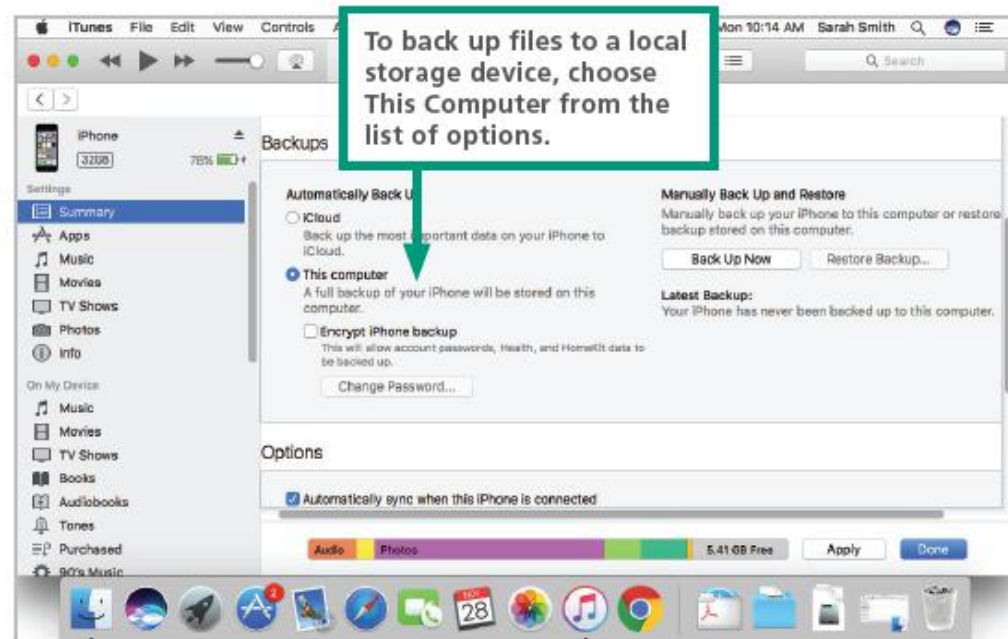 iTunes File Edit View Controls
Mon 10:14 AM Sarah Smith
To back up files to a local
storage device, choose
This Computer from the
list of options.
Search
iPhone
32GB 78%
Settings
Summary
Apps
Music
Movies
TV Shows
Photos
Info
On My Device
Music
Movies
TV Shows
Books
Audiobooks
Tones
Purchased
90's Music
Backups
Automatically Back U
iCloud
Back up the most important data on your iPhone to
iCloud.
This computer
A full backup of your iPhone will be stored on this
computer.
Encrypt iPhone backup
This will allow account passwords, Health, and HomeKit data to
be backed up.
Change Password...
Manually Back Up and Restore
Manually back up your iPhone to this computer or restore
backup stored on this computer.
Back Up Now Restore Backup...
Latest Backup:
Your iPhone has never been backed up to this computer.
Options
Automatically sync when this iPhone is connected
Audio Photos 5.41 GB Free Apply Done
2
NOV
28